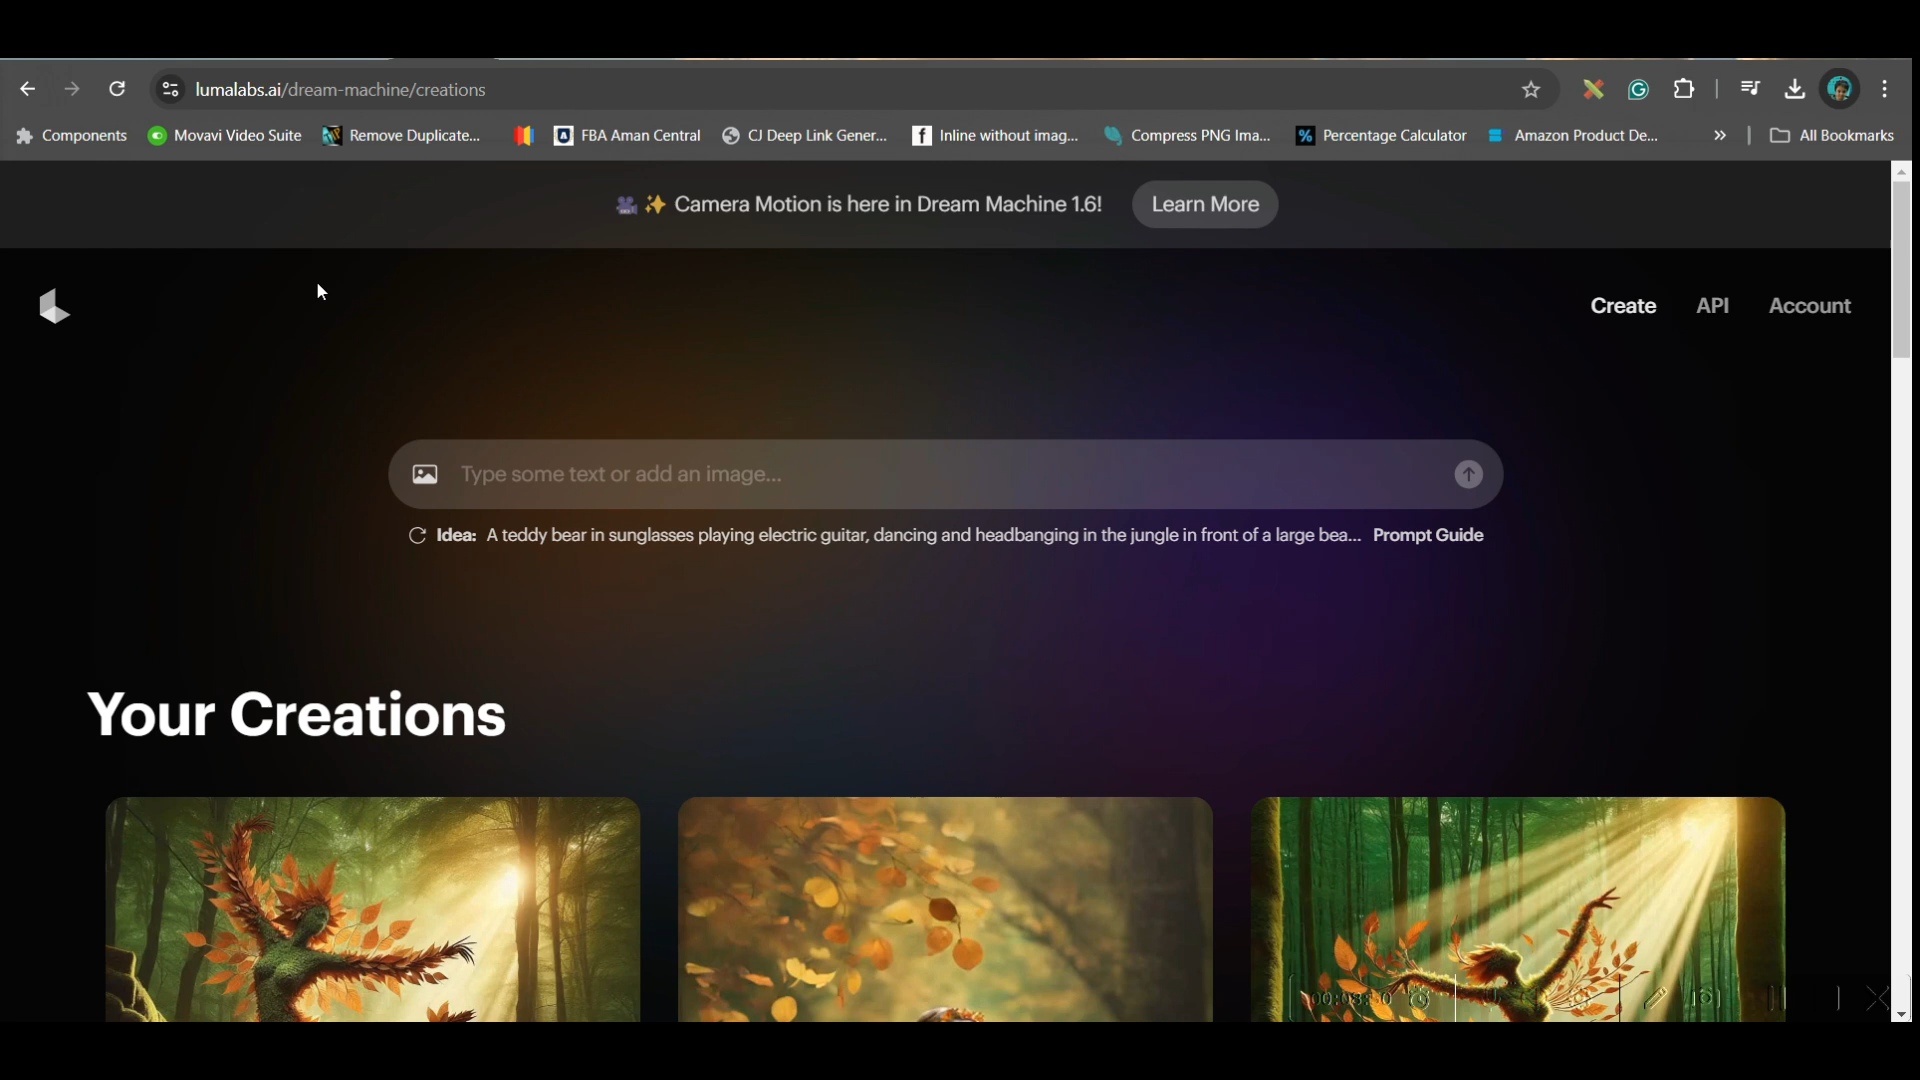 lumalabs.ai/dream-machine/creations
Components Movavi Video Suite Remove Duplicate... FBA Aman Central CJ Deep Link Gener... Inline without imag... Compress PNG Ima... Percentage Calculator Amazon Product De... » All Bookmarks
Camera Motion is here in Dream Machine 1.6! Learn More
Create API Account
Type some text or add an image...
Idea: A teddy bear in sunglasses playing electric guitar, dancing and headbanging in the jungle in front of a large bea... Prompt Guide
Your Creations